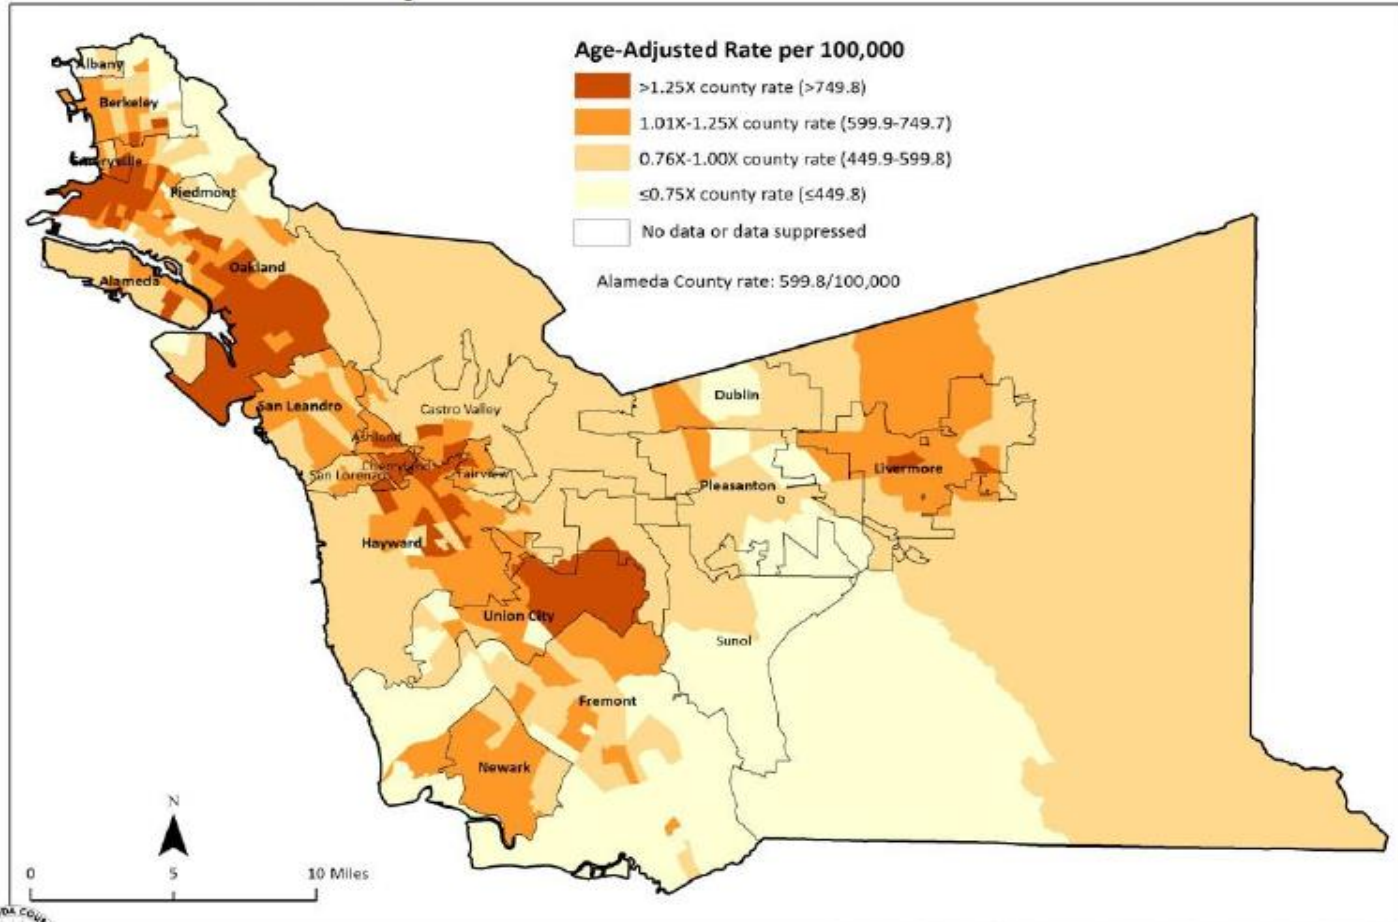 Age-Adjusted Rate per 100,000
>1.25X county rate (>749.8)
1.01X-1.25X county rate (599.9-749.7)
0.76X-1.00X county rate (449.9-599.8)
≤0.75X county rate (≤449.8)
No data or data suppressed
Alameda County rate: 599.8/100,000
Albany
Berkeley
Emeryville
Piedmont
Oakland
Alameda
San Leandro
Castro Valley
Dublin
Ashland
Cherryland
San Lorenzo
Fairview
Livermore
Pleasanton
Hayward
Union City
Sunol
Fremont
Newark
N
0 5 10 Miles